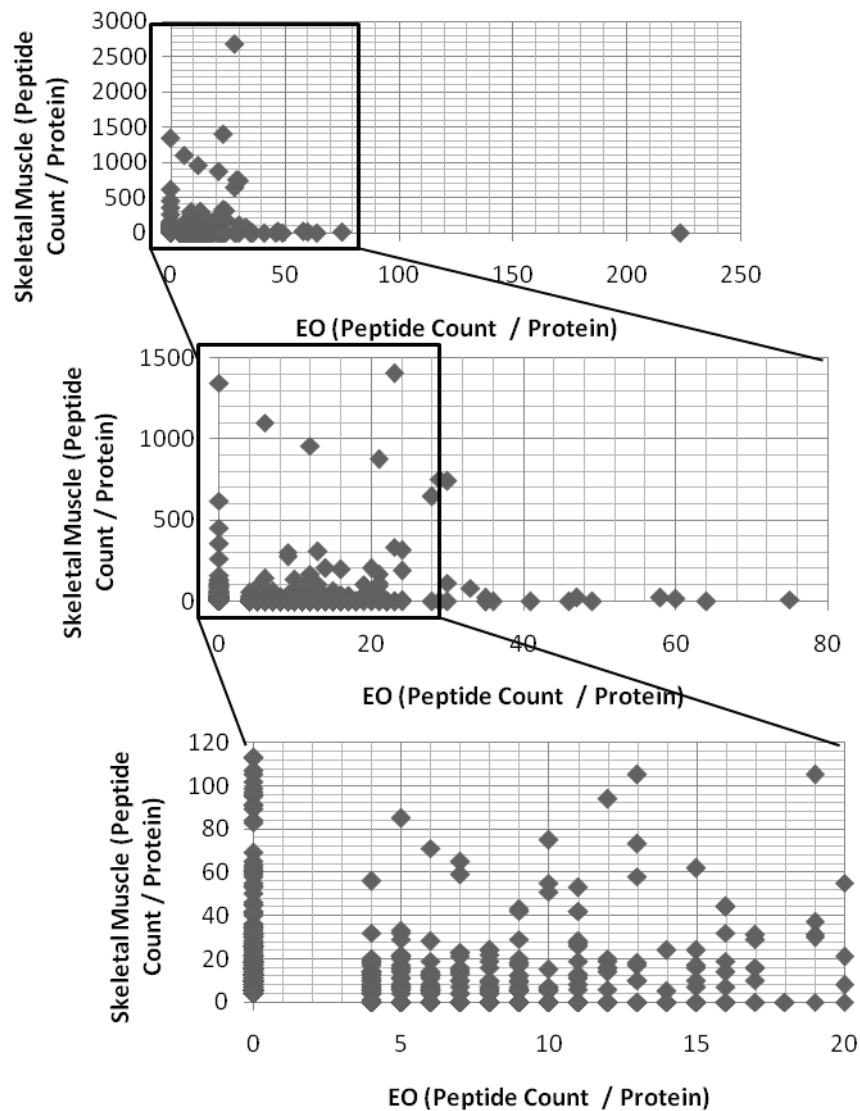 3000
2500
2000
1500
1000
500
0
Skeletal Muscle (Peptide
Count / Protein)
0 50 100 150 200 250
EO (Peptide Count / Protein)
1500
1000
500
0
Skeletal Muscle (Peptide
Count / Protein)
0 20 40 60 80
EO (Peptide Count / Protein)
120
100
80
60
40
20
0
Skeletal Muscle (Peptide
Count / Protein)
0 5 10 15 20
EO (Peptide Count / Protein)